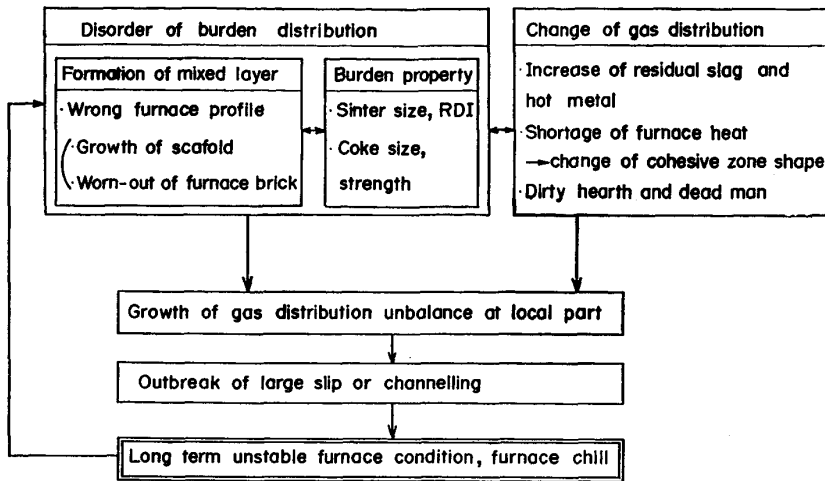 Disorder of burden distribution
Formation of mixed layer
·Wrong furnace profile
·Growth of scafold
·Worn-out of furnace brick
Burden property
·Sinter size, RDI
·Coke size,
strength
Change of gas distribution
·Increase of residual slag and
hot metal
·Shortage of furnace heat
→change of cohesive zone shape
·Dirty hearth and dead man
Growth of gas distribution unbalance at local part
Outbreak of large slip or channelling
Long term unstable furnace condition, furnace chill